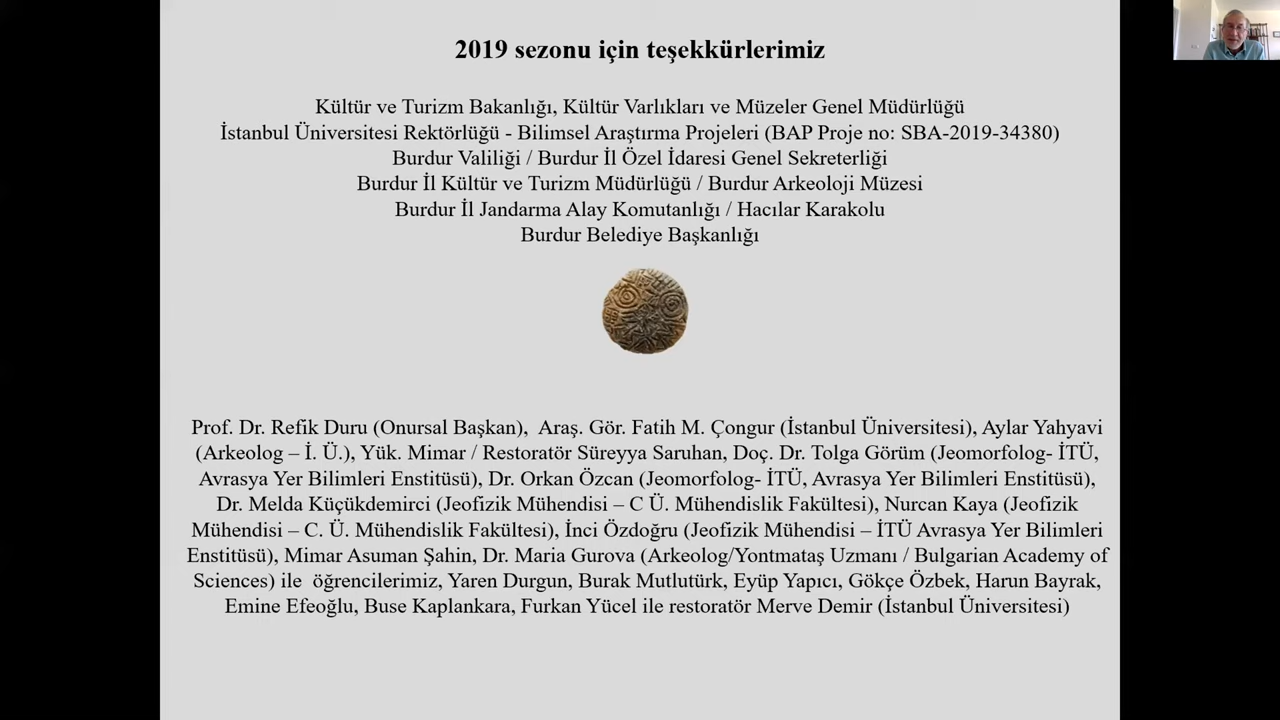 2019 sezonu için teşekkürlerimiz
Kültür ve Turizm Bakanlığı, Kültür Varlıkları ve Müzeler Genel Müdürlüğü
İstanbul Üniversitesi Rektörlüğü - Bilimsel Araştırma Projeleri (BAP Proje no: SBA-2019-34380)
Burdur Valiliği / Burdur İl Özel İdaresi Genel Sekreterliği
Burdur İl Kültür ve Turizm Müdürlüğü / Burdur Arkeoloji Müzesi
Burdur İl Jandarma Alay Komutanlığı / Hacılar Karakolu
Burdur Belediye Başkanlığı
Prof. Dr. Refik Duru (Onursal Başkan), Araş. Gör. Fatih M. Çongur (İstanbul Üniversitesi), Aylar Yahyavi
(Arkeolog – İ. Ü.), Yük. Mimar / Restoratör Süreyya Saruhan, Doç. Dr. Tolga Görüm (Jeomorfolog- İTÜ,
Avrasya Yer Bilimleri Enstitüsü), Dr. Orkan Özcan (Jeomorfolog- İTÜ, Avrasya Yer Bilimleri Enstitüsü),
Dr. Melda Küçükdemirci (Jeofizik Mühendisi – C Ü. Mühendislik Fakültesi), Nurcan Kaya (Jeofizik
Mühendisi – C. Ü. Mühendislik Fakültesi), İnci Özdoğru (Jeofizik Mühendisi – İTÜ Avrasya Yer Bilimleri
Enstitüsü), Mimar Asuman Şahin, Dr. Maria Gurova (Arkeolog/Yontmataş Uzmanı / Bulgarian Academy of
Sciences) ile öğrencilerimiz, Yaren Durgun, Burak Mutlutürk, Eyüp Yapıcı, Gökçe Özbek, Harun Bayrak,
Emine Efeoğlu, Buse Kaplankara, Furkan Yücel ile restoratör Merve Demir (İstanbul Üniversitesi)